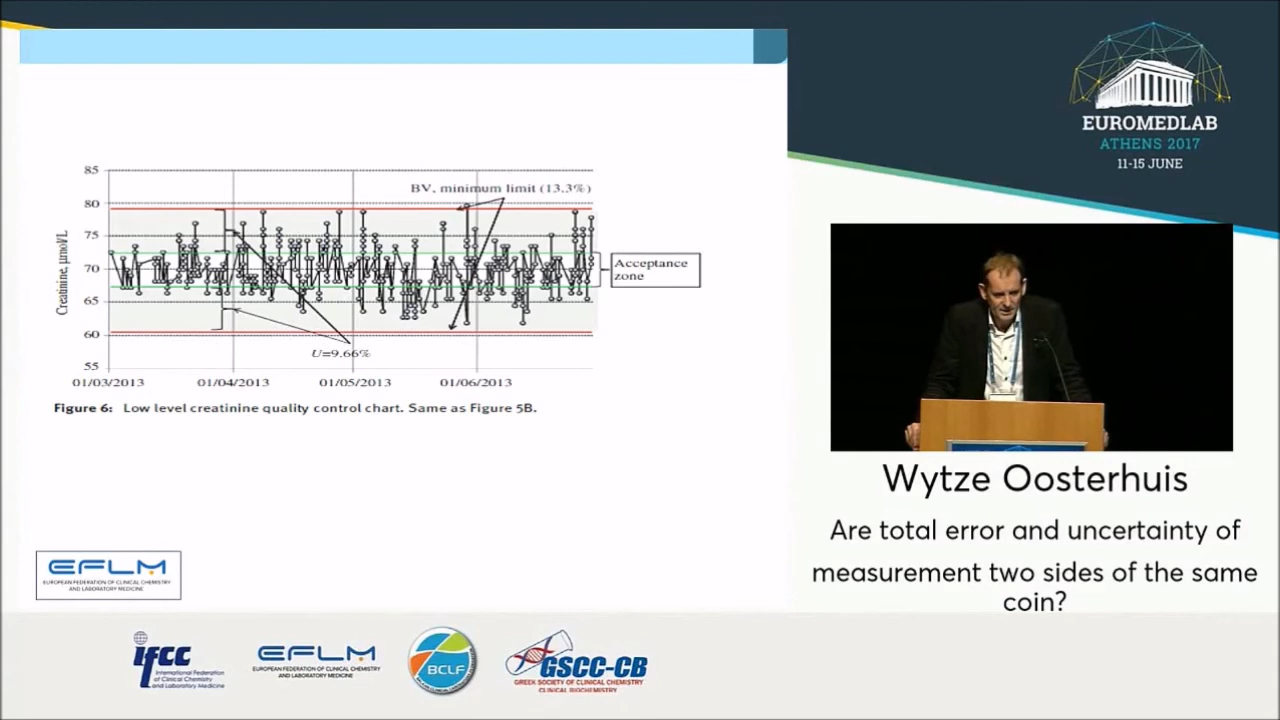 EUROMEDLAB
ATHENS 2017
11-15 JUNE
85
80
75
70
65
60
55
Creatinine, µmol/L
BV, minimum limit (13.3%)
Acceptance
zone
U=9.66%
01/03/2013
01/04/2013
01/05/2013
01/06/2013
Figure 6: Low level creatinine quality control chart. Same as Figure 5B.
Wytze Oosterhuis
Are total error and uncertainty of
measurement two sides of the same
coin?
EFLM
EUROPEAN FEDERATION OF CLINICAL CHEMISTRY
AND LABORATORY MEDICINE
ifcc
International Federation
of Clinical Chemistry
and Laboratory Medicine
EFLM
EUROPEAN FEDERATION OF CLINICAL CHEMISTRY
AND LABORATORY MEDICINE
BCLF
GSCC-CB
GREEK SOCIETY OF CLINICAL CHEMISTRY
CLINICAL BIOCHEMISTRY